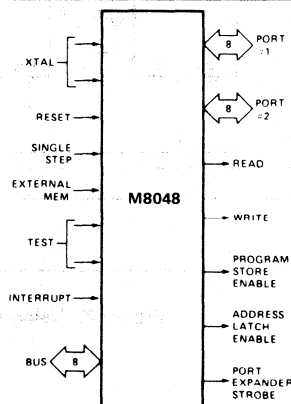 XTAL
RESET
SINGLE
STEP
EXTERNAL
MEM
TEST
INTERRUPT
BUS
8
M8048
8
PORT
#1
8
PORT
#2
READ
WRITE
PROGRAM
STORE
ENABLE
ADDRESS
LATCH
ENABLE
PORT
EXPANDER
STROBE